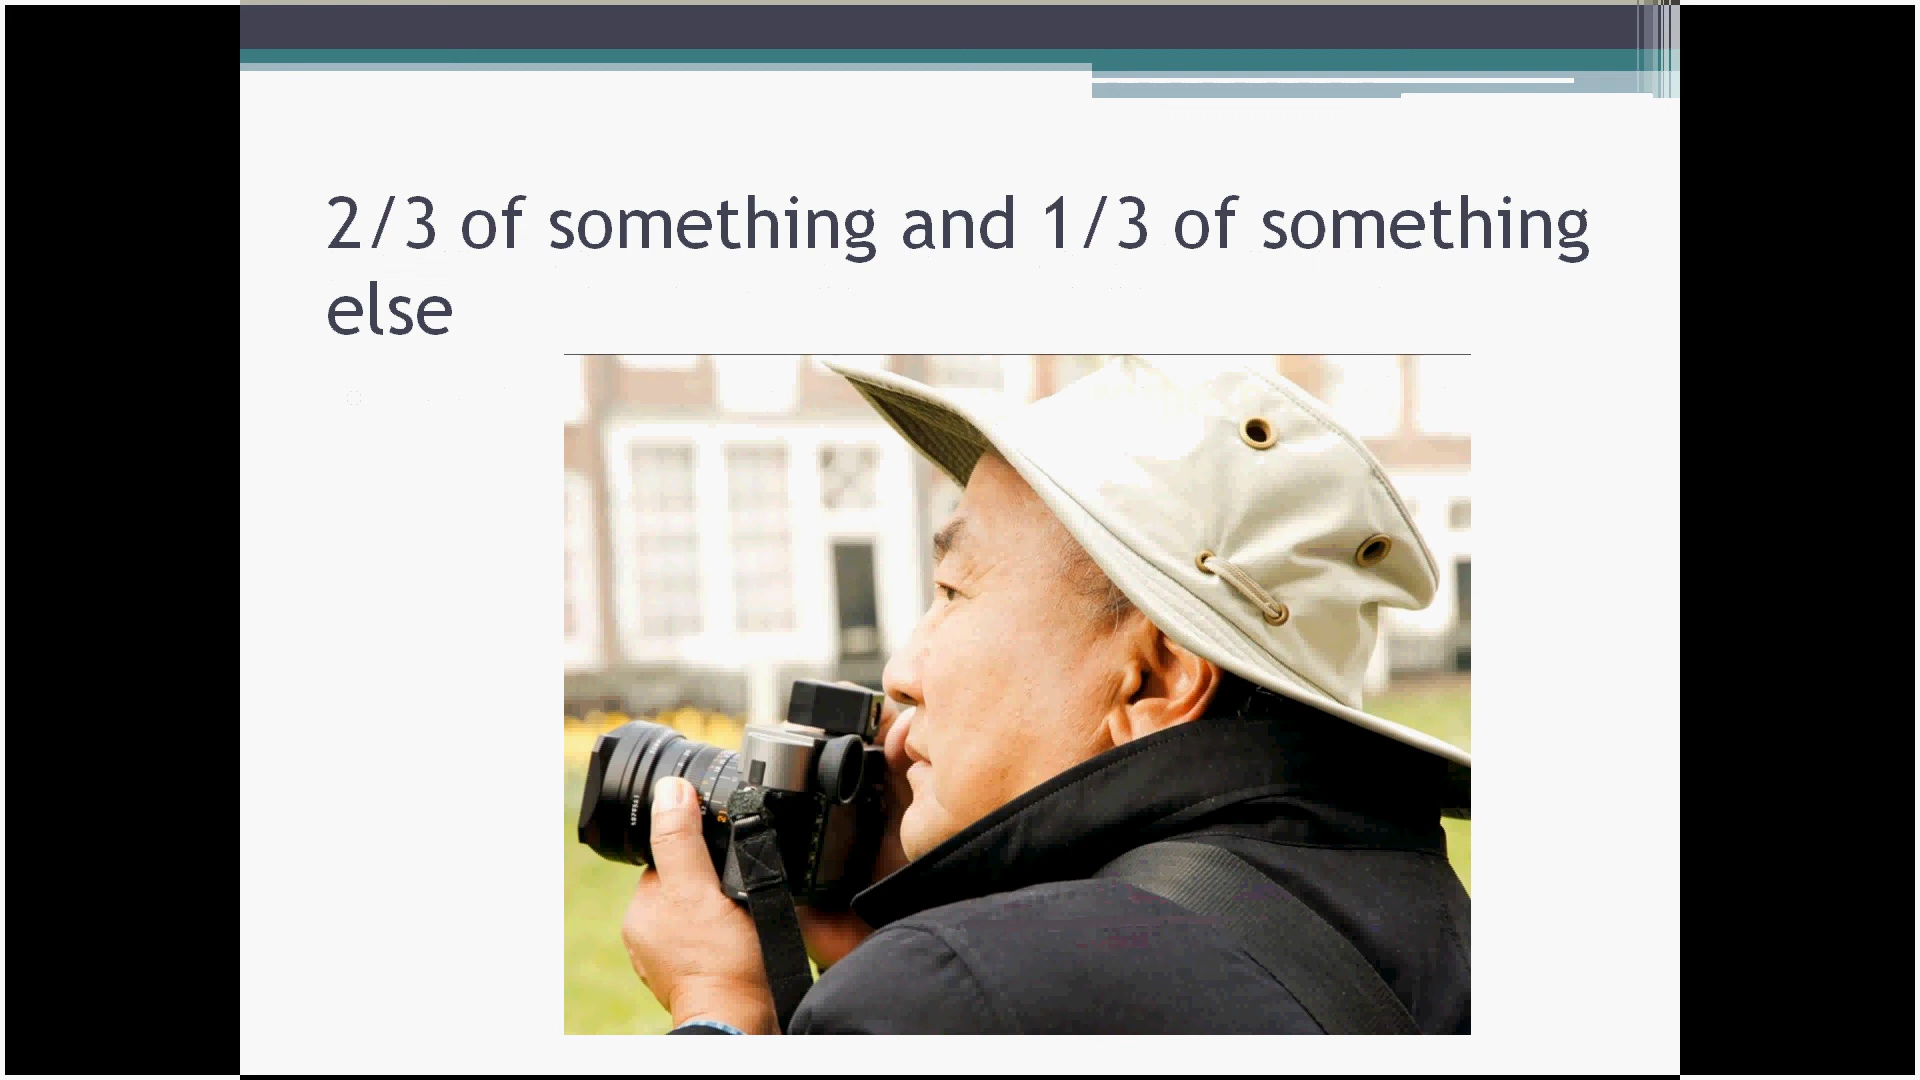 2/3 of something and 1/3 of something
else